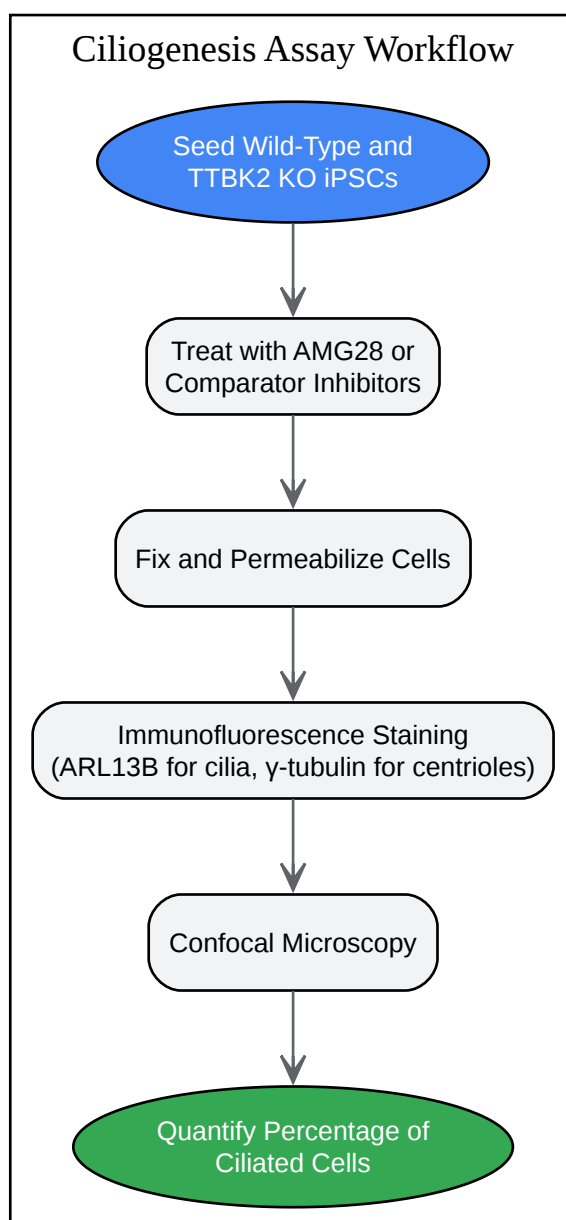 Ciliogenesis Assay Workflow
Seed Wild-Type and
TTBK2 KO iPSCs
Treat with AMG28 or
Comparator Inhibitors
Fix and Permeabilize Cells
Immunofluorescence Staining
(ARL13B for cilia, γ-tubulin for centrioles)
Confocal Microscopy
Quantify Percentage of
Ciliated Cells